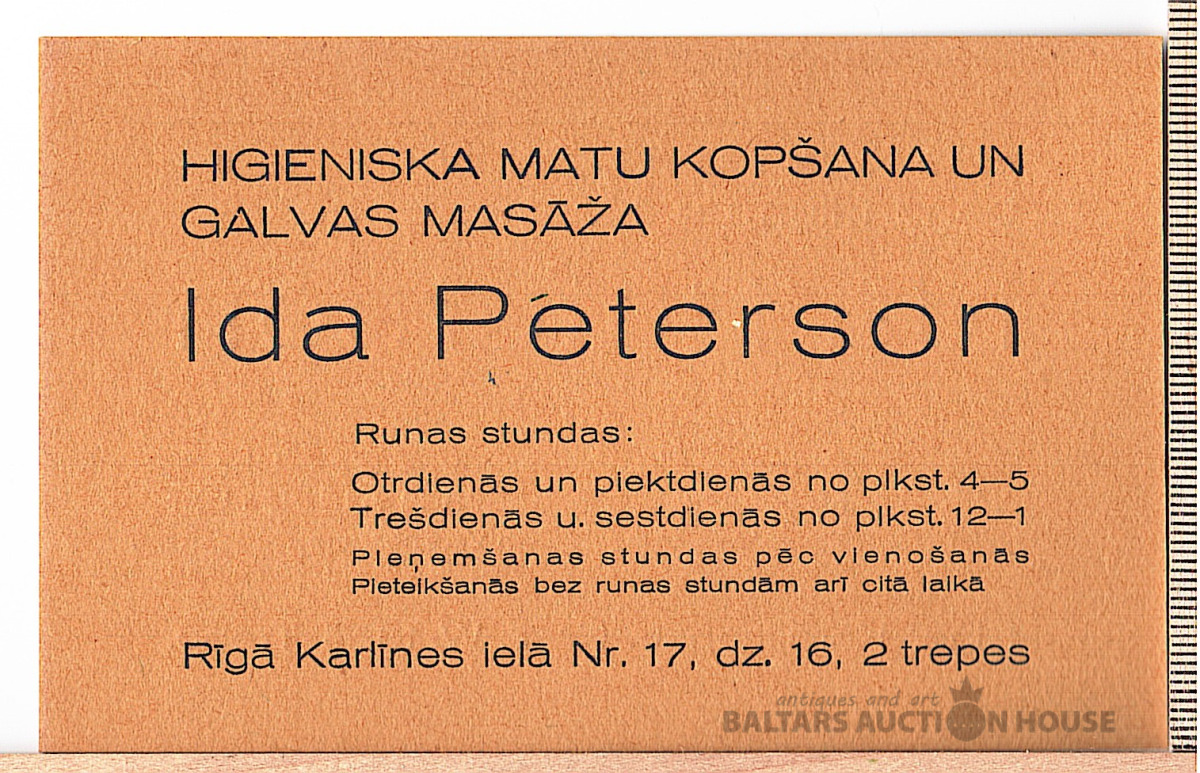 HIGIENISKA MATU KOPŠANA UN
GALVAS MASĀŽA
Ida Peterson
Runas stundas:
Otrdienās un piektdienās no plkst. 4—5
Trešdienās u. sestdienās no plkst. 12—1
Pieņemšanas stundas pēc vienošanās
Pieteikšanās bez runas stundām arī citā laikā
Rīgā Karlīnes ielā Nr. 17, dz. 16, 2 trepes
antiques and art
BALTARS AUCTION HOUSE